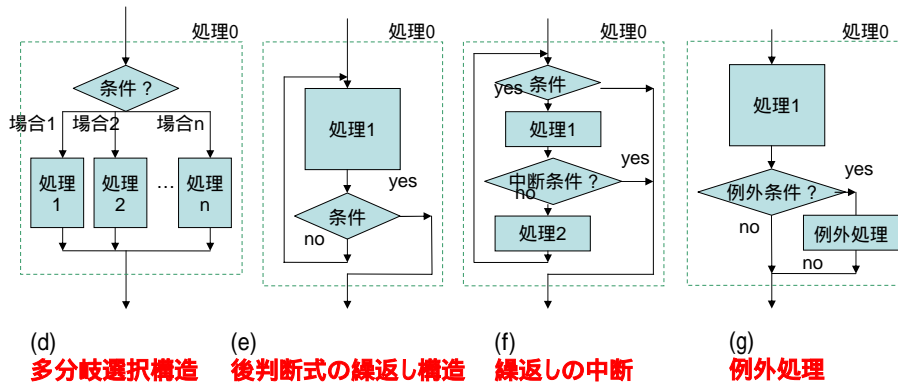 処理0
条件 ?
場合1
場合2
場合n
処理
1
処理
2
…
処理
n
(d)
多分岐選択構造
処理0
処理1
yes
条件
no
(e)
後判断式の繰返し構造
処理0
条件
yes
処理1
yes
中断条件 ?
no
処理2
(f)
繰返しの中断
処理0
処理1
例外条件 ?
yes
no
例外処理
no
(g)
例外処理